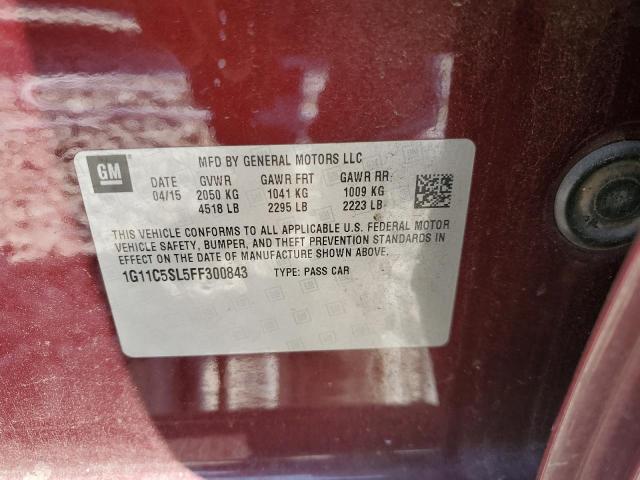 GM
MFD BY GENERAL MOTORS LLC
DATE GVWR GAWR FRT GAWR RR:
04/15 2050 KG 1041 KG 1009 KG
4518 LB 2295 LB 2223 LB
THIS VEHICLE CONFORMS TO ALL APPLICABLE U.S. FEDERAL MOTOR
VEHICLE SAFETY, BUMPER, AND THEFT PREVENTION STANDARDS IN
EFFECT ON THE DATE OF MANUFACTURE SHOWN ABOVE.
1G11C5SL5FF300843 TYPE: PASS CAR